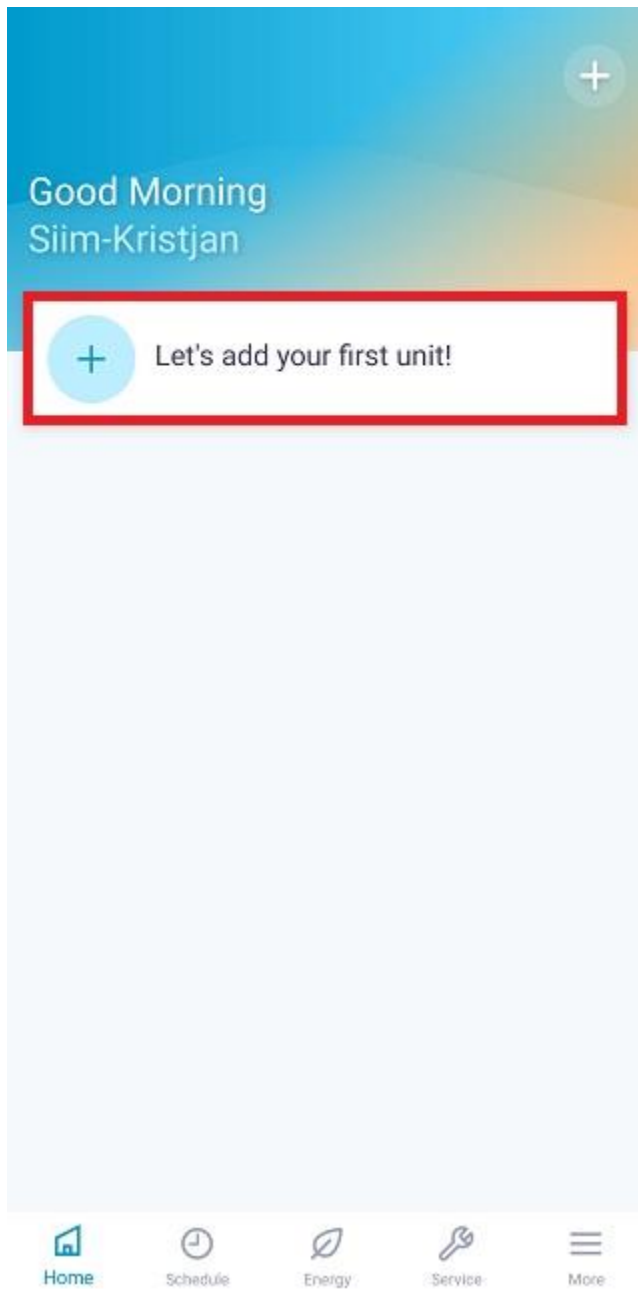 Good Morning
Siim-Kristjan
Let's add your first unit!
Home Schedule Energy Service More